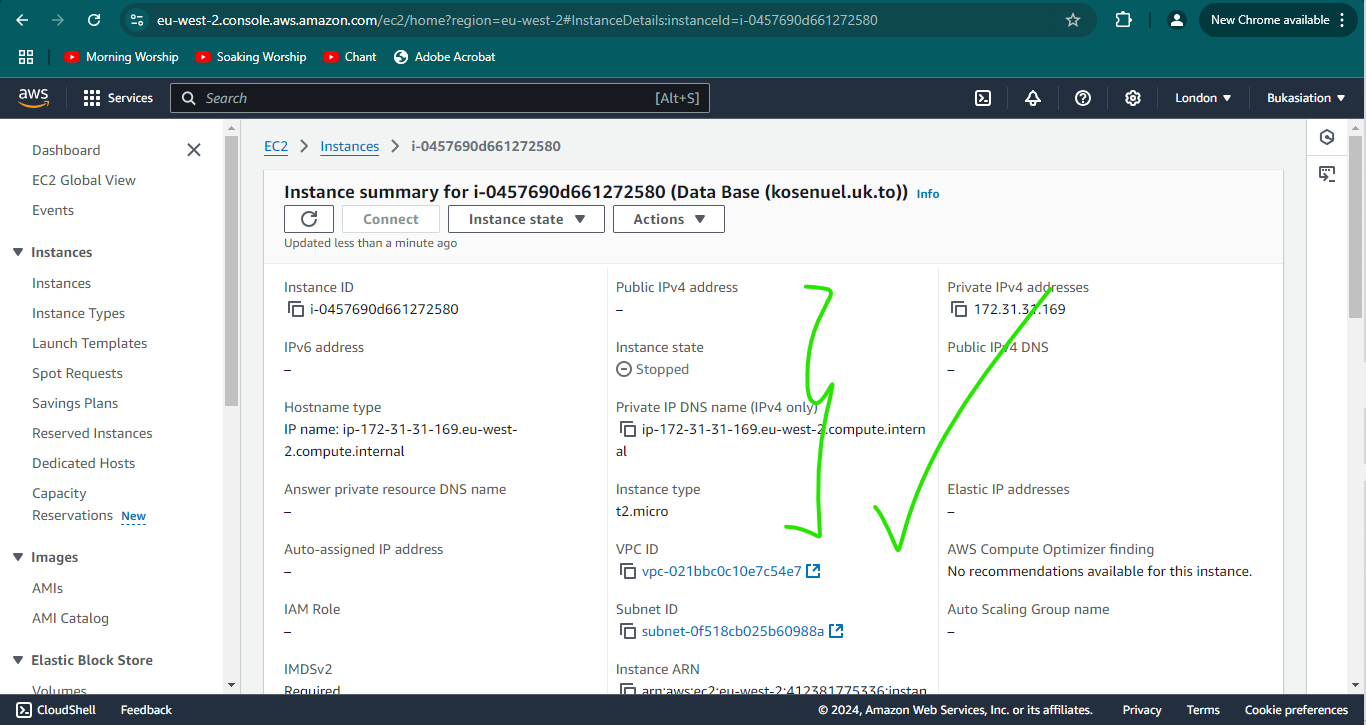 eu-west-2.console.aws.amazon.com/ec2/home?region=eu-west-2#InstanceDetails:instanceId=i-0457690d661272580
New Chrome available
Morning Worship
Soaking Worship
Chant
Adobe Acrobat
aws
Services
Search
[Alt+S]
London
Bukasiation
Dashboard
EC2 Global View
Events
Instances
Instances
Instance Types
Launch Templates
Spot Requests
Savings Plans
Reserved Instances
Dedicated Hosts
Capacity
Reservations New
Images
AMIs
AMI Catalog
Elastic Block Store
Volumes
EC2 > Instances > i-0457690d661272580
Instance summary for i-0457690d661272580 (Data Base (kosenuel.uk.to)) Info
Connect
Instance state
Actions
Updated less than a minute ago
Instance ID
i-0457690d661272580
Public IPv4 address
–
Private IPv4 addresses
172.31.31.169
IPv6 address
–
Instance state
Stopped
Public IPv4 DNS
–
Hostname type
IP name: ip-172-31-31-169.eu-west-
2.compute.internal
Private IP DNS name (IPv4 only)
ip-172-31-31-169.eu-west-2.compute.intern
al
Answer private resource DNS name
–
Instance type
t2.micro
Elastic IP addresses
–
Auto-assigned IP address
–
VPC ID
vpc-021bbc0c10e7c54e7
AWS Compute Optimizer finding
No recommendations available for this instance.
IAM Role
–
Subnet ID
subnet-0f518cb025b60988a
Auto Scaling Group name
–
IMDSv2
Required
Instance ARN
arn:aws:ec2:eu-west-2:412381775336:instan
CloudShell
Feedback
© 2024, Amazon Web Services, Inc. or its affiliates.
Privacy
Terms
Cookie preferences